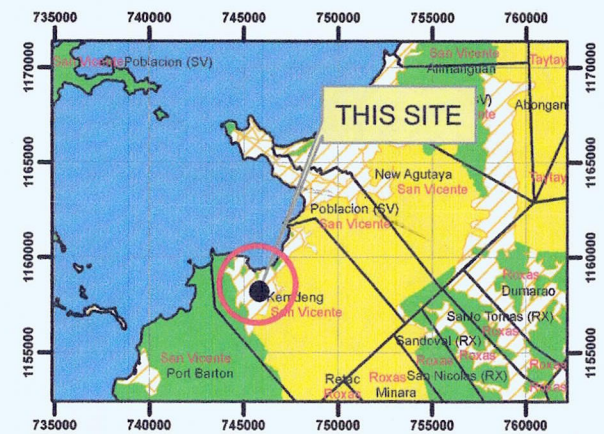 735000 740000 745000 750000 755000 760000
1170000
1165000
1160000
1155000
San Vicente Poblacion (SV)
San Vicente
Alimanguan
Taytay
THIS SITE
SV)
Abongan
New Agutaya
San Vicente
Taytay
Poblacion (SV)
San Vicente
Roxas
Dumarao
Kemdeng
San Vicente
Santo Tomas (RX)
Roxas
Sandoval (RX)
Roxas Roxas
Roxas
San Vicente
Port Barton
Retac
Roxas
Roxas San Nicolas (RX)
Minara
Roxas
1170000
1165000
1160000
1155000
735000 740000 745000 750000 755000 760000